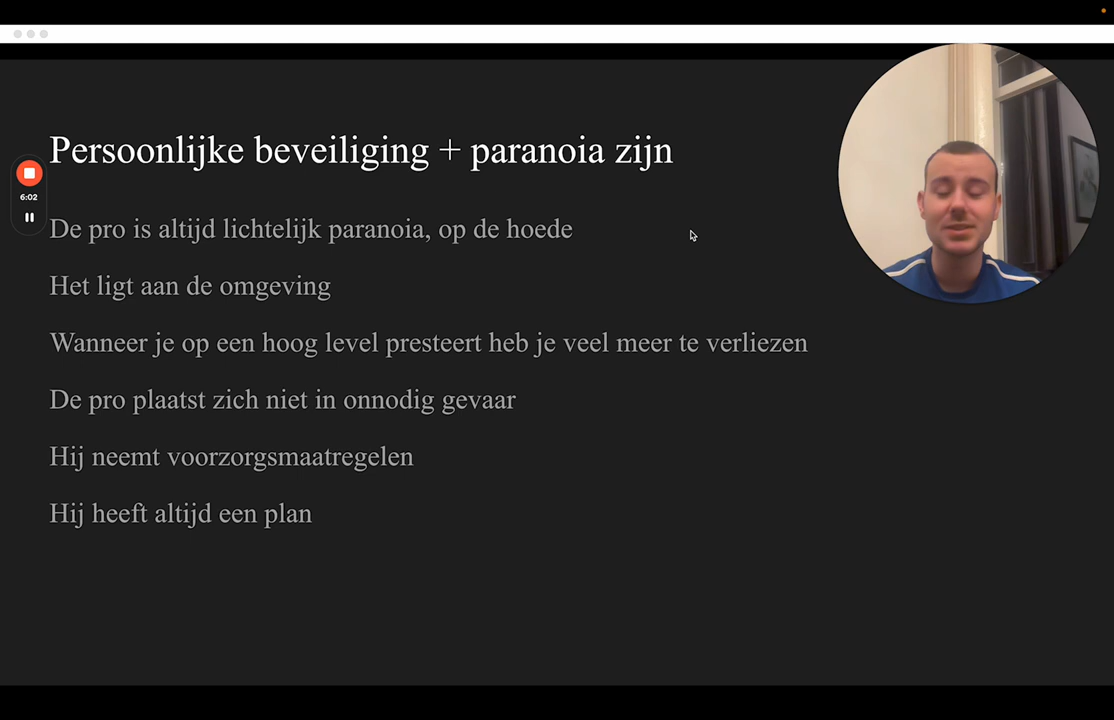 Persoonlijke beveiliging + paranoia zijn
6:02
De pro is altijd lichtelijk paranoia, op de hoede
Het ligt aan de omgeving
Wanneer je op een hoog level presteert heb je veel meer te verliezen
De pro plaatst zich niet in onnodig gevaar
Hij neemt voorzorgsmaatregelen
Hij heeft altijd een plan